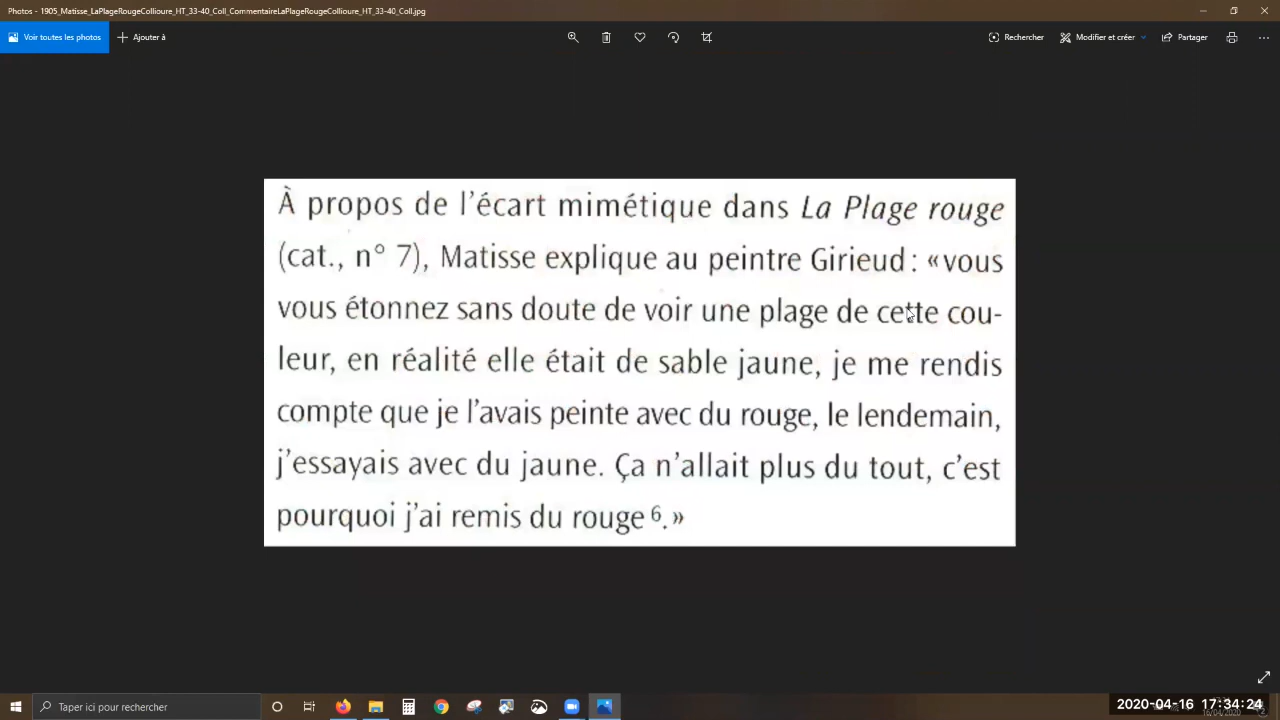 Photos - 1905_Matisse_LaPlageRougeCollioure_HT_33-40_Coll_CommentaireLaPlageRougeCollioure_HT_33-40_Coll.jpg
Voir toutes les photos
Ajouter à
Rechercher
Modifier et créer
Partager
À propos de l'écart mimétique dans La Plage rouge
(cat., n° 7), Matisse explique au peintre Girieud : «vous
vous étonnez sans doute de voir une plage de cette cou-
leur, en réalité elle était de sable jaune, je me rendis
compte que je l'avais peinte avec du rouge, le lendemain,
j'essayais avec du jaune. Ça n'allait plus du tout, c'est
pourquoi j'ai remis du rouge⁶.»
Taper ici pour rechercher
2020-04-16 17:34:24